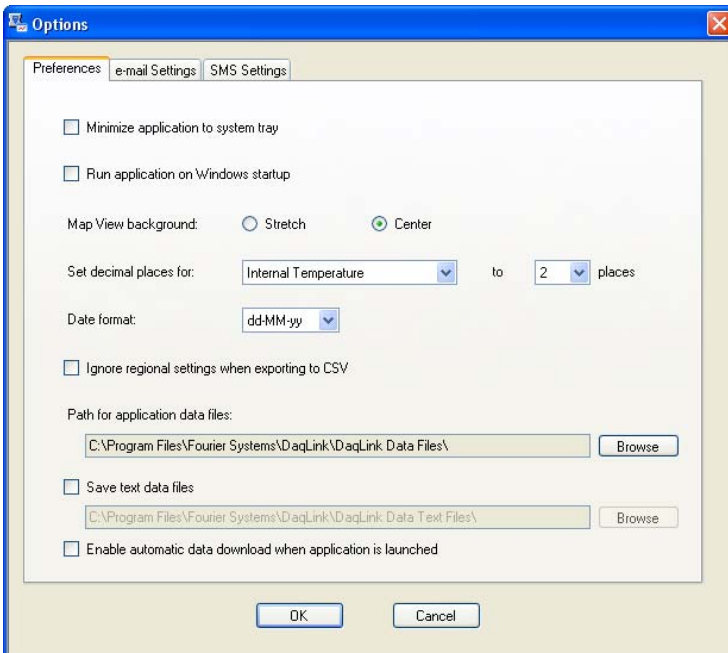 Options
Preferences e-mail Settings SMS Settings
Minimize application to system tray
Run application on Windows startup
Map View background: Stretch Center
Set decimal places for: Internal Temperature to 2 places
Date format: dd-MM-yy
Ignore regional settings when exporting to CSV
Path for application data files:
C:\Program Files\Fourier Systems\DaqLink\DaqLink Data Files\ Browse
Save text data files
C:\Program Files\Fourier Systems\DaqLink\DaqLink Data Text Files\ Browse
Enable automatic data download when application is launched
OK Cancel